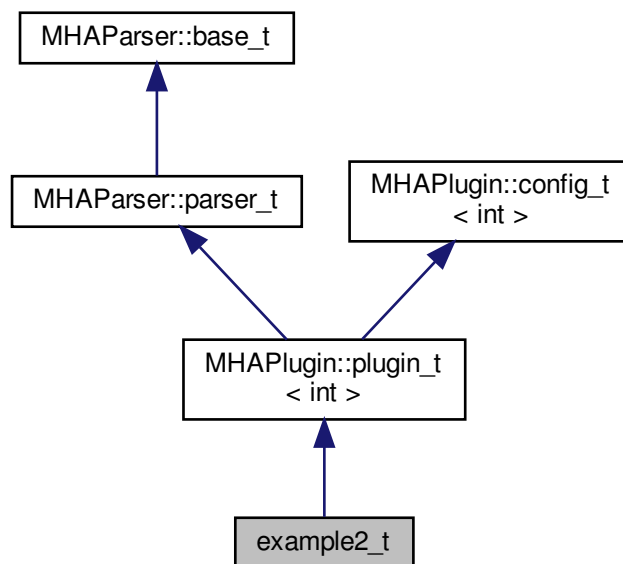 MHAParser::base_t
MHAParser::parser_t
MHAPlugin::config_t
< int >
MHAPlugin::plugin_t
< int >
example2_t